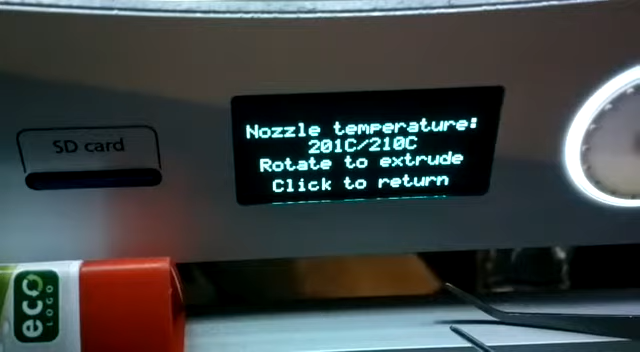 SD card
Nozzle temperature:
201C/210C
Rotate to extrude
Click to return
eco
LOGO